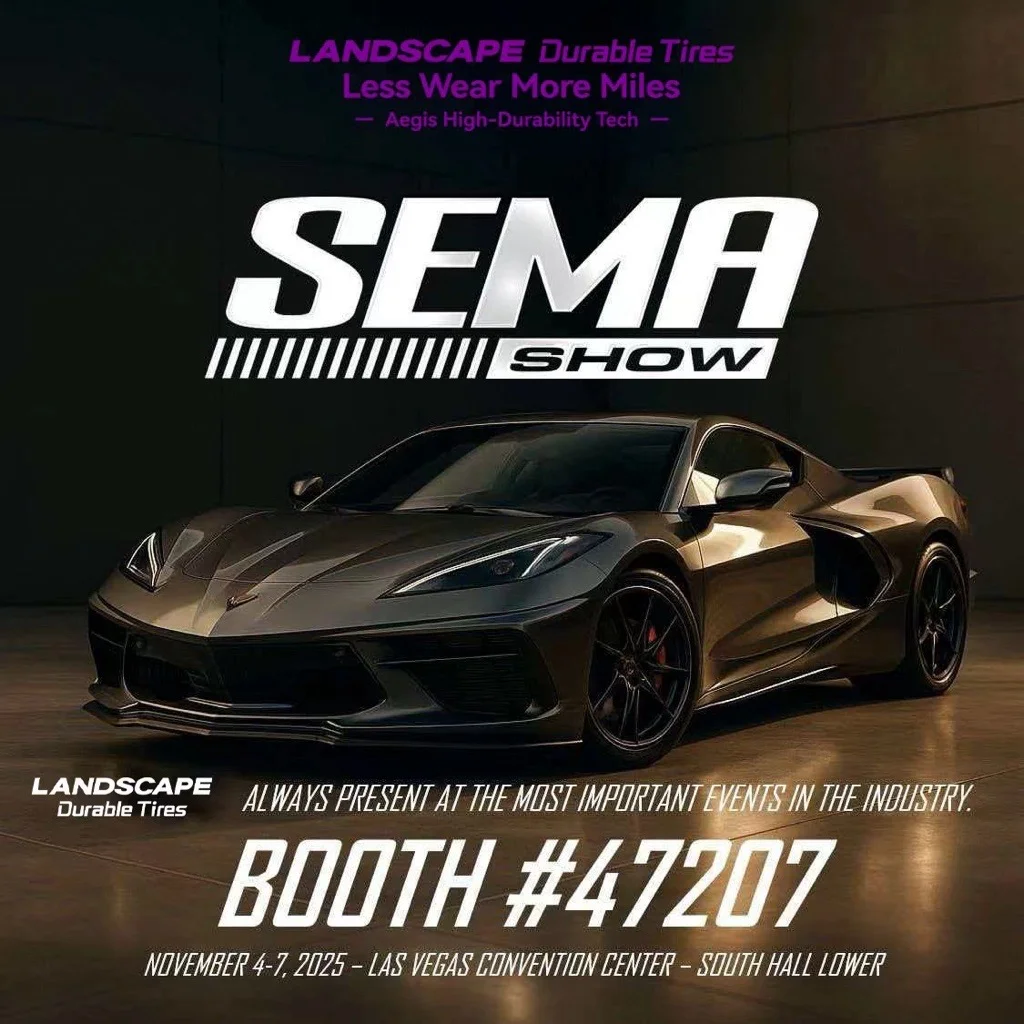 LANDSCAPE Durable Tires
Less Wear More Miles
— Aegis High-Durability Tech —
SEMA
SHOW
LANDSCAPE
Durable Tires
ALWAYS PRESENT AT THE MOST IMPORTANT EVENTS IN THE INDUSTRY.
BOOTH #47207
NOVEMBER 4-7, 2025 – LAS VEGAS CONVENTION CENTER – SOUTH HALL LOWER